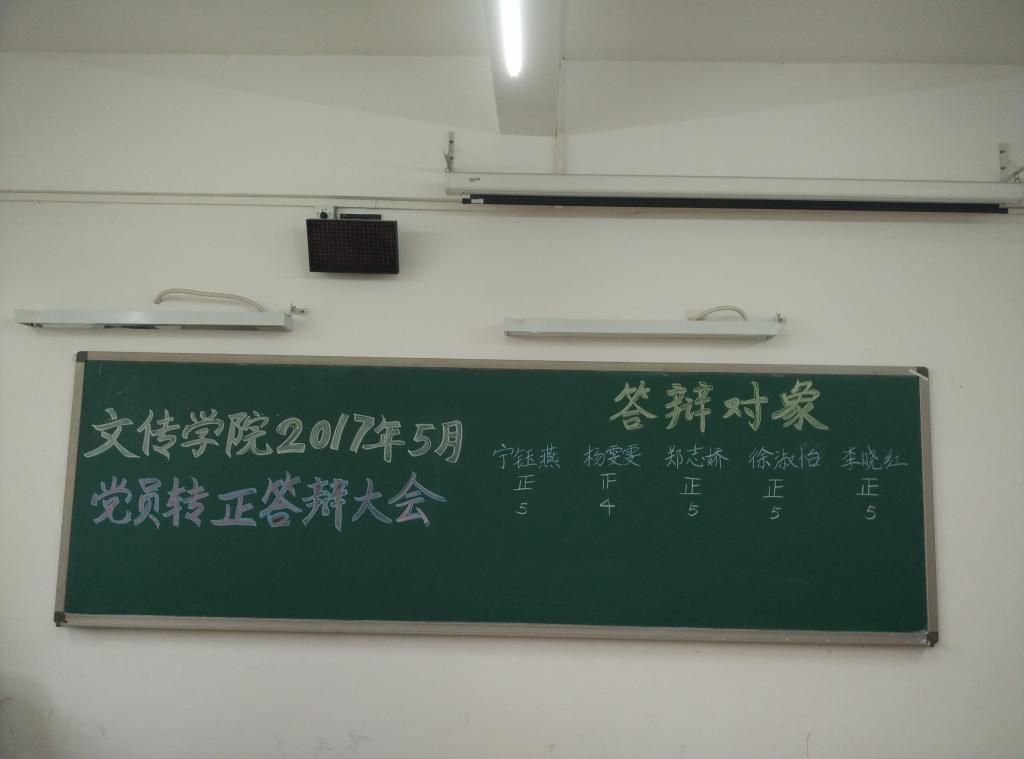 文传学院2017年5月
党员转正答辩大会
答辩对象
宁钰燕 杨雯雯 郑志娇 徐淑怡 李晓红
正 正 正 正 正
5 4 5 5 5